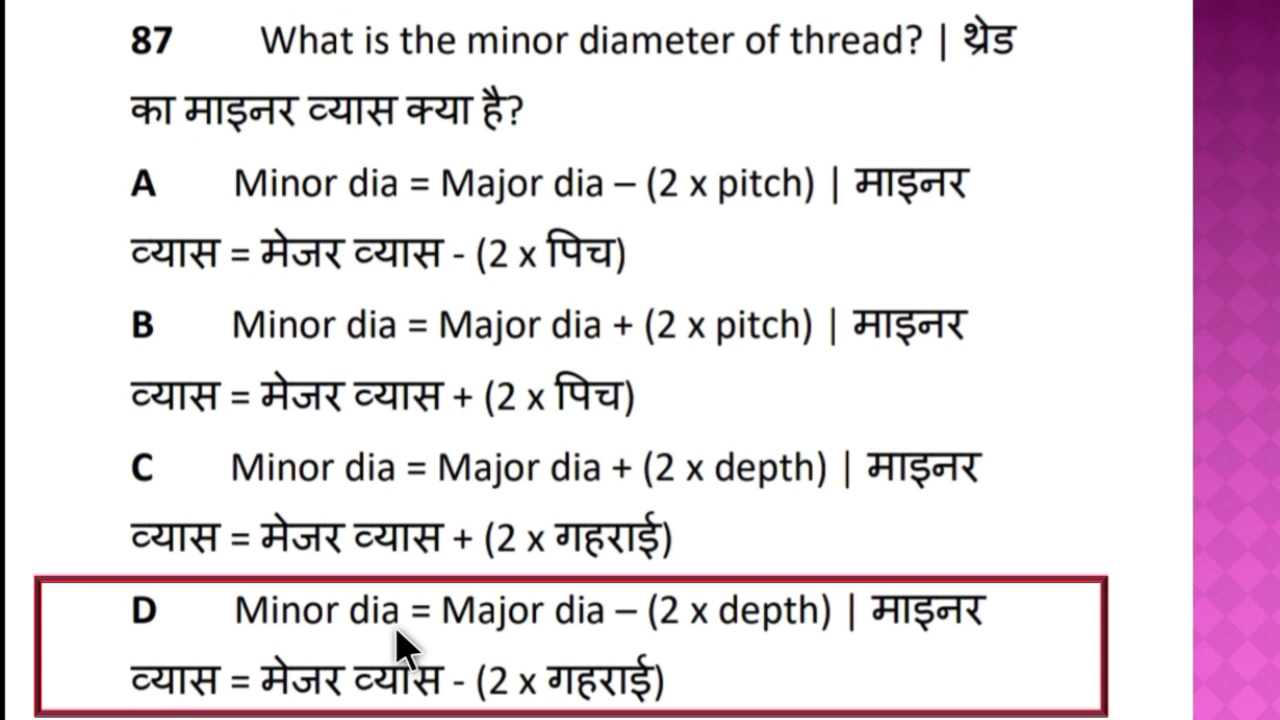 87 What is the minor diameter of thread? | थ्रेड
का माइनर व्यास क्या है?
A Minor dia = Major dia – (2 x pitch) | माइनर
व्यास = मेजर व्यास - (2 x पिच)
B Minor dia = Major dia + (2 x pitch) | माइनर
व्यास = मेजर व्यास + (2 x पिच)
C Minor dia = Major dia + (2 x depth) | माइनर
व्यास = मेजर व्यास + (2 x गहराई)
D Minor dia = Major dia – (2 x depth) | माइनर
व्यास = मेजर व्यास - (2 x गहराई)